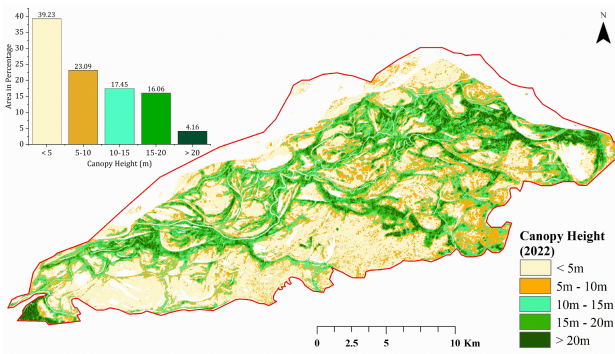 40
35
30
25
20
15
10
5
0
Area in Percentage
39.23
23.09
17.45
16.06
4.16
< 5
5-10
10-15
15-20
> 20
Canopy Height (m)
N
Canopy Height
(2022)
< 5m
5m - 10m
10m - 15m
15m - 20m
> 20m
0 2.5 5 10 Km